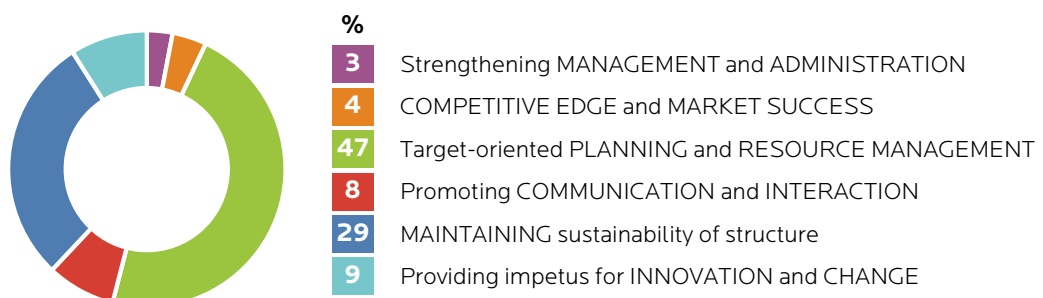 %
3 Strengthening MANAGEMENT and ADMINISTRATION
4 COMPETITIVE EDGE and MARKET SUCCESS
47 Target-oriented PLANNING and RESOURCE MANAGEMENT
8 Promoting COMMUNICATION and INTERACTION
29 MAINTAINING sustainability of structure
9 Providing impetus for INNOVATION and CHANGE